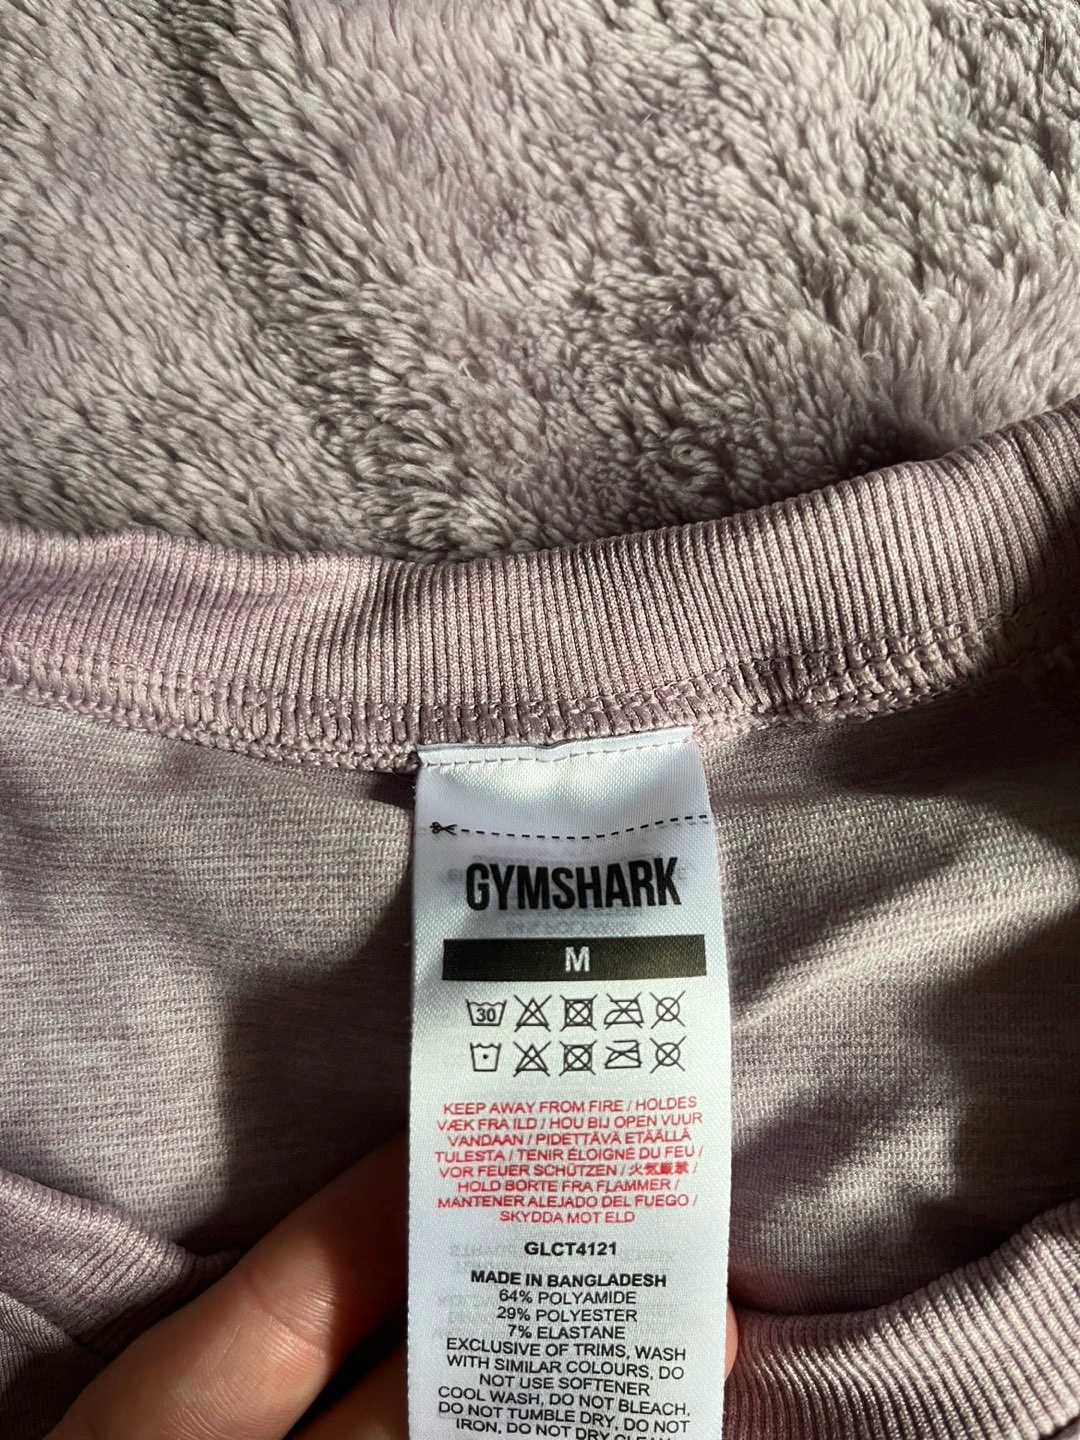 GYMSHARK
M
30
KEEP AWAY FROM FIRE / HOLDES
VÆK FRA ILD / HOU BIJ OPEN VUUR
VANDAAN / PIDETTÄVÄ ETÄÄLLÄ
TULESTA / TENIR ÉLOIGNÉ DU FEU /
VOR FEUER SCHÜTZEN / 火気厳禁 /
HOLD BORTE FRA FLAMMER /
MANTENER ALEJADO DEL FUEGO /
SKYDDA MOT ELD
GLCT4121
MADE IN BANGLADESH
64% POLYAMIDE
29% POLYESTER
7% ELASTANE
EXCLUSIVE OF TRIMS, WASH
WITH SIMILAR COLOURS, DO
NOT USE SOFTENER
COOL WASH, DO NOT BLEACH,
DO NOT TUMBLE DRY, DO NOT
IRON, DO NOT DRY CLEAN